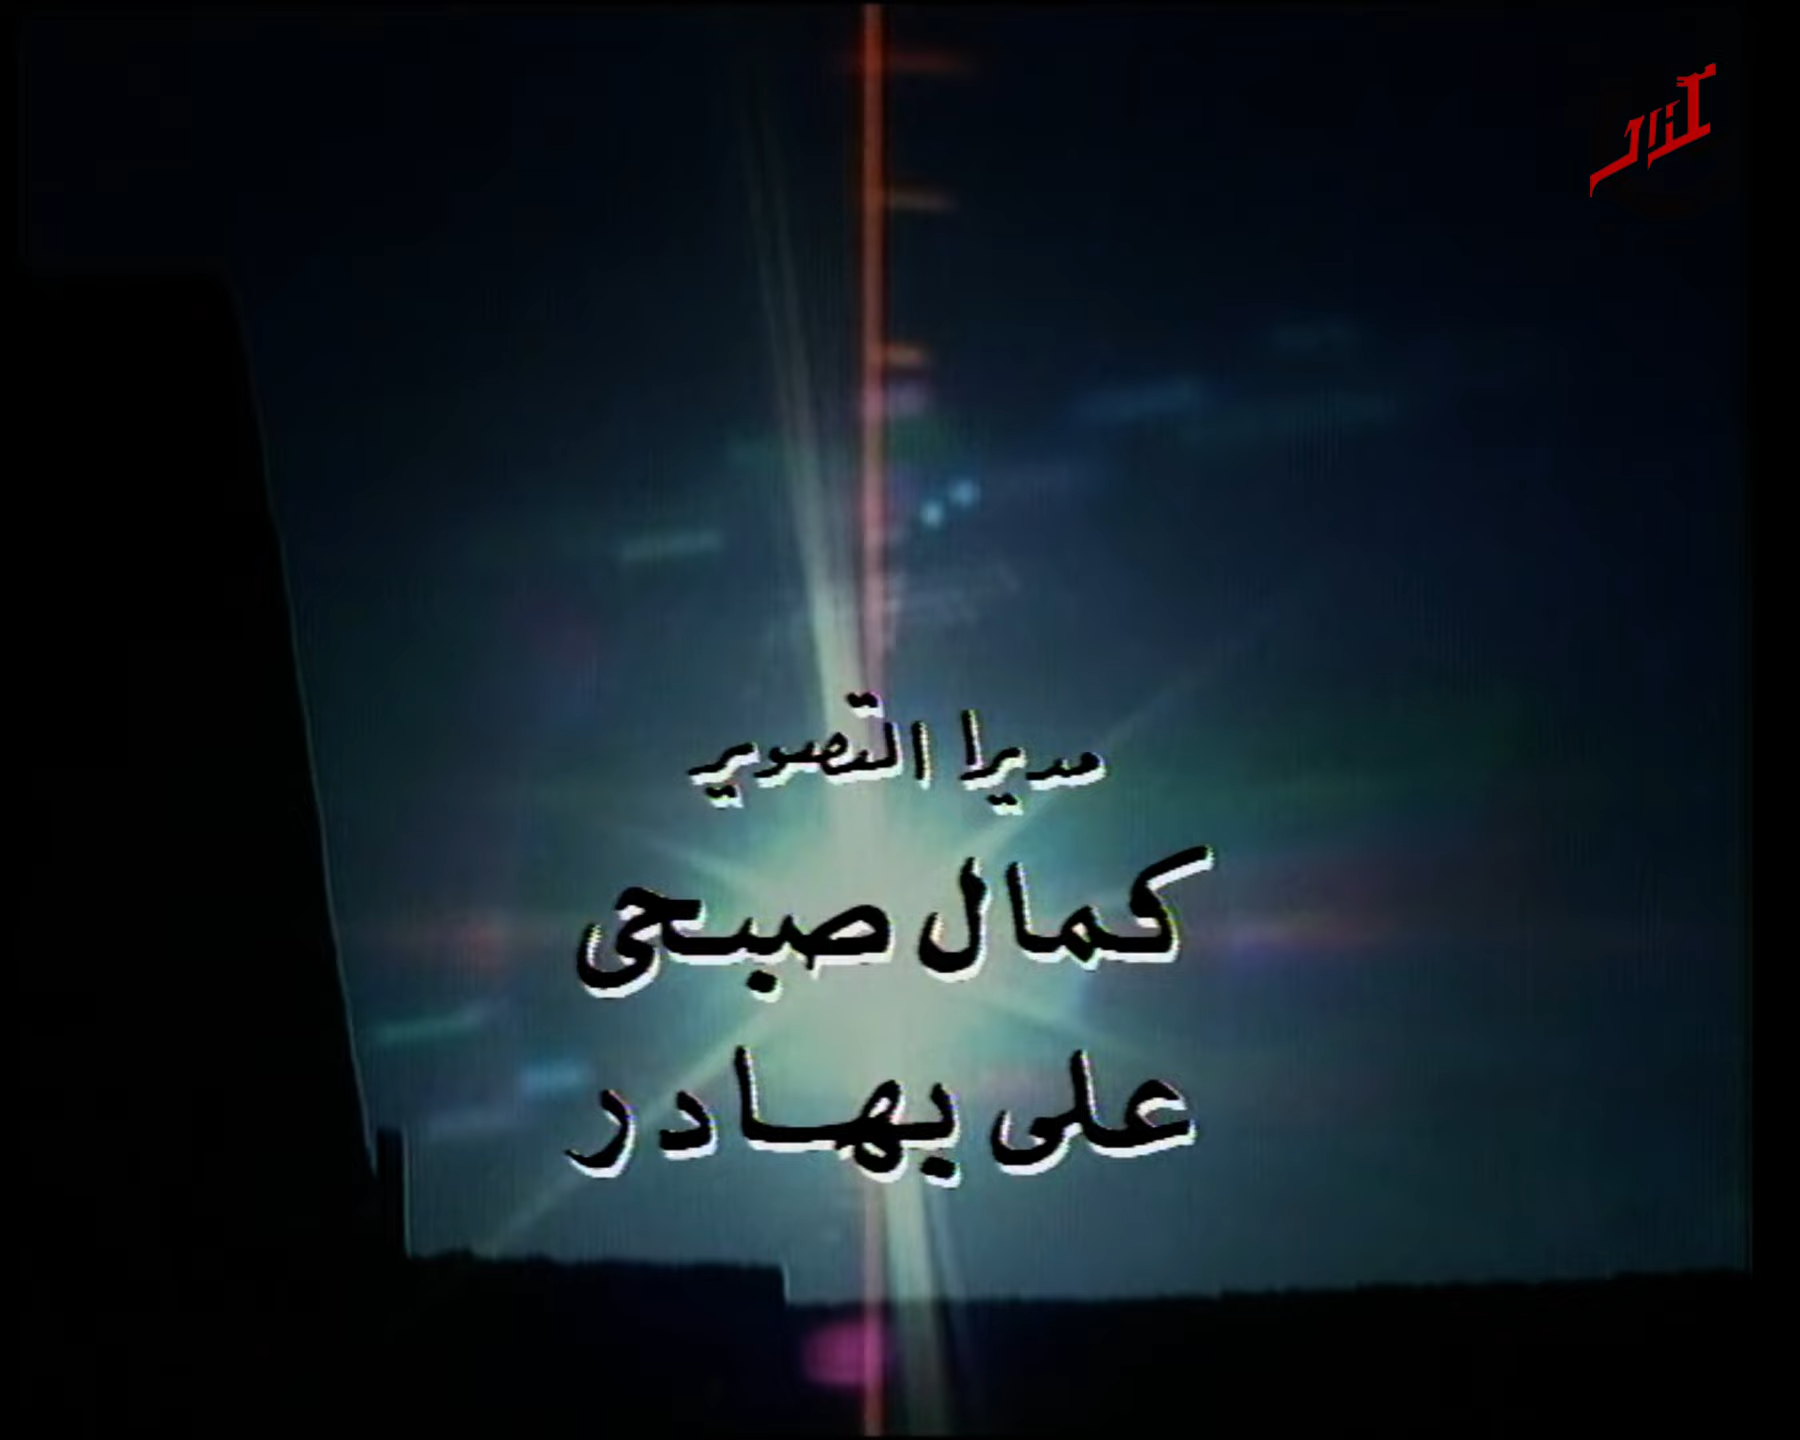 مديرا التصوير
كمال صبحى
على بهادر